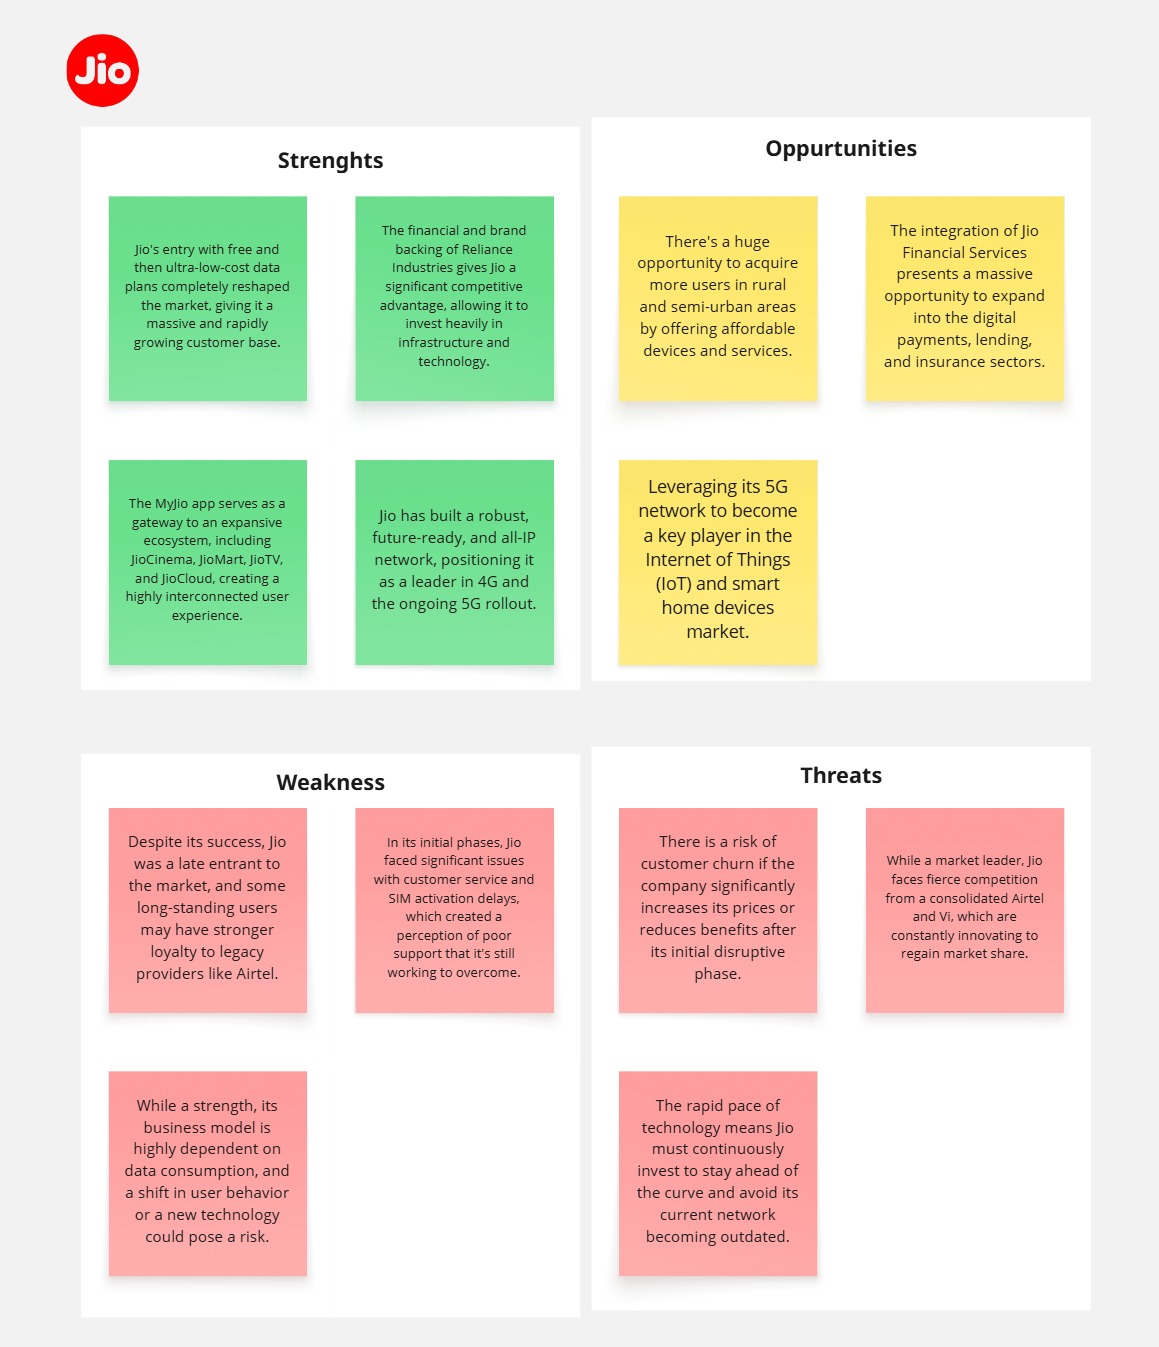 Jio
Strenghts
Jio's entry with free and
then ultra-low-cost data
plans completely reshaped
the market, giving it a
massive and rapidly
growing customer base.
The financial and brand
backing of Reliance
Industries gives Jio a
significant competitive
advantage, allowing it to
invest heavily in
infrastructure and
technology.
The MyJio app serves as a
gateway to an expansive
ecosystem, including
JioCinema, JioMart, JioTV,
and JioCloud, creating a
highly interconnected user
experience.
Jio has built a robust,
future-ready, and all-IP
network, positioning it
as a leader in 4G and
the ongoing 5G rollout.
Oppurtunities
There's a huge
opportunity to acquire
more users in rural
and semi-urban areas
by offering affordable
devices and services.
The integration of Jio
Financial Services
presents a massive
opportunity to expand
into the digital
payments, lending,
and insurance sectors.
Leveraging its 5G
network to become
a key player in the
Internet of Things
(IoT) and smart
home devices
market.
Weakness
Despite its success, Jio
was a late entrant to
the market, and some
long-standing users
may have stronger
loyalty to legacy
providers like Airtel.
In its initial phases, Jio
faced significant issues
with customer service and
SIM activation delays,
which created a
perception of poor
support that it's still
working to overcome.
While a strength, its
business model is
highly dependent on
data consumption, and
a shift in user behavior
or a new technology
could pose a risk.
Threats
There is a risk of
customer churn if the
company significantly
increases its prices or
reduces benefits after
its initial disruptive
phase.
While a market leader, Jio
faces fierce competition
from a consolidated Airtel
and Vi, which are
constantly innovating to
regain market share.
The rapid pace of
technology means Jio
must continuously
invest to stay ahead of
the curve and avoid its
current network
becoming outdated.